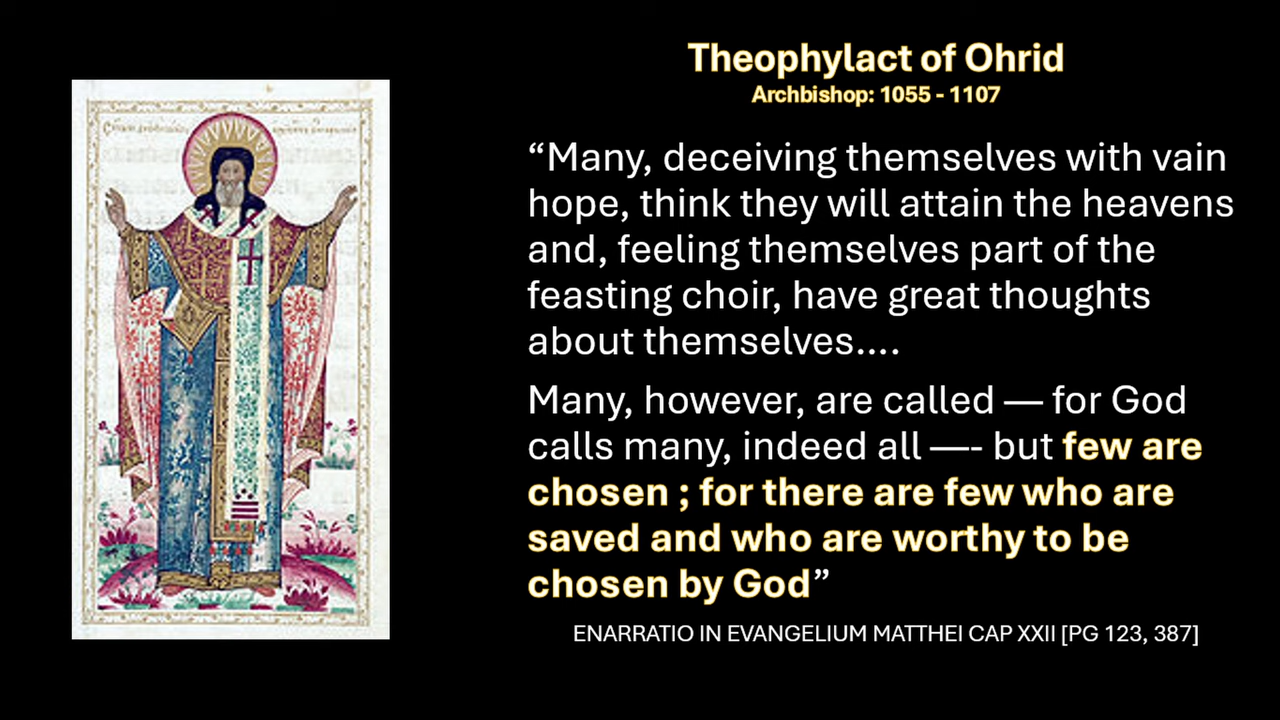 Theophylact of Ohrid
Archbishop: 1055 - 1107
“Many, deceiving themselves with vain
hope, think they will attain the heavens
and, feeling themselves part of the
feasting choir, have great thoughts
about themselves….
Many, however, are called — for God
calls many, indeed all —- but few are
chosen ; for there are few who are
saved and who are worthy to be
chosen by God”
ENARRATIO IN EVANGELIUM MATTHEI CAP XXII [PG 123, 387]